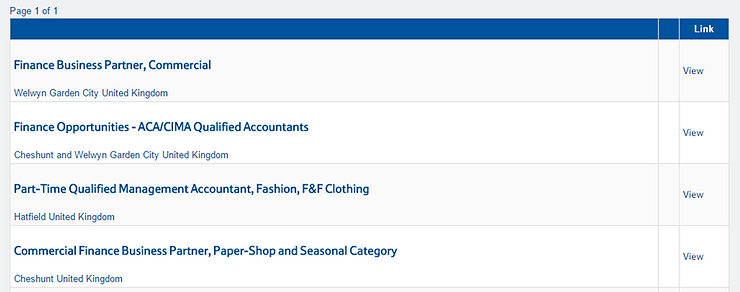 Page 1 of 1
Link
Finance Business Partner, Commercial
View
Welwyn Garden City United Kingdom
Finance Opportunities - ACA/CIMA Qualified Accountants
View
Cheshunt and Welwyn Garden City United Kingdom
Part-Time Qualified Management Accountant, Fashion, F&F Clothing
View
Hatfield United Kingdom
Commercial Finance Business Partner, Paper-Shop and Seasonal Category
View
Cheshunt United Kingdom